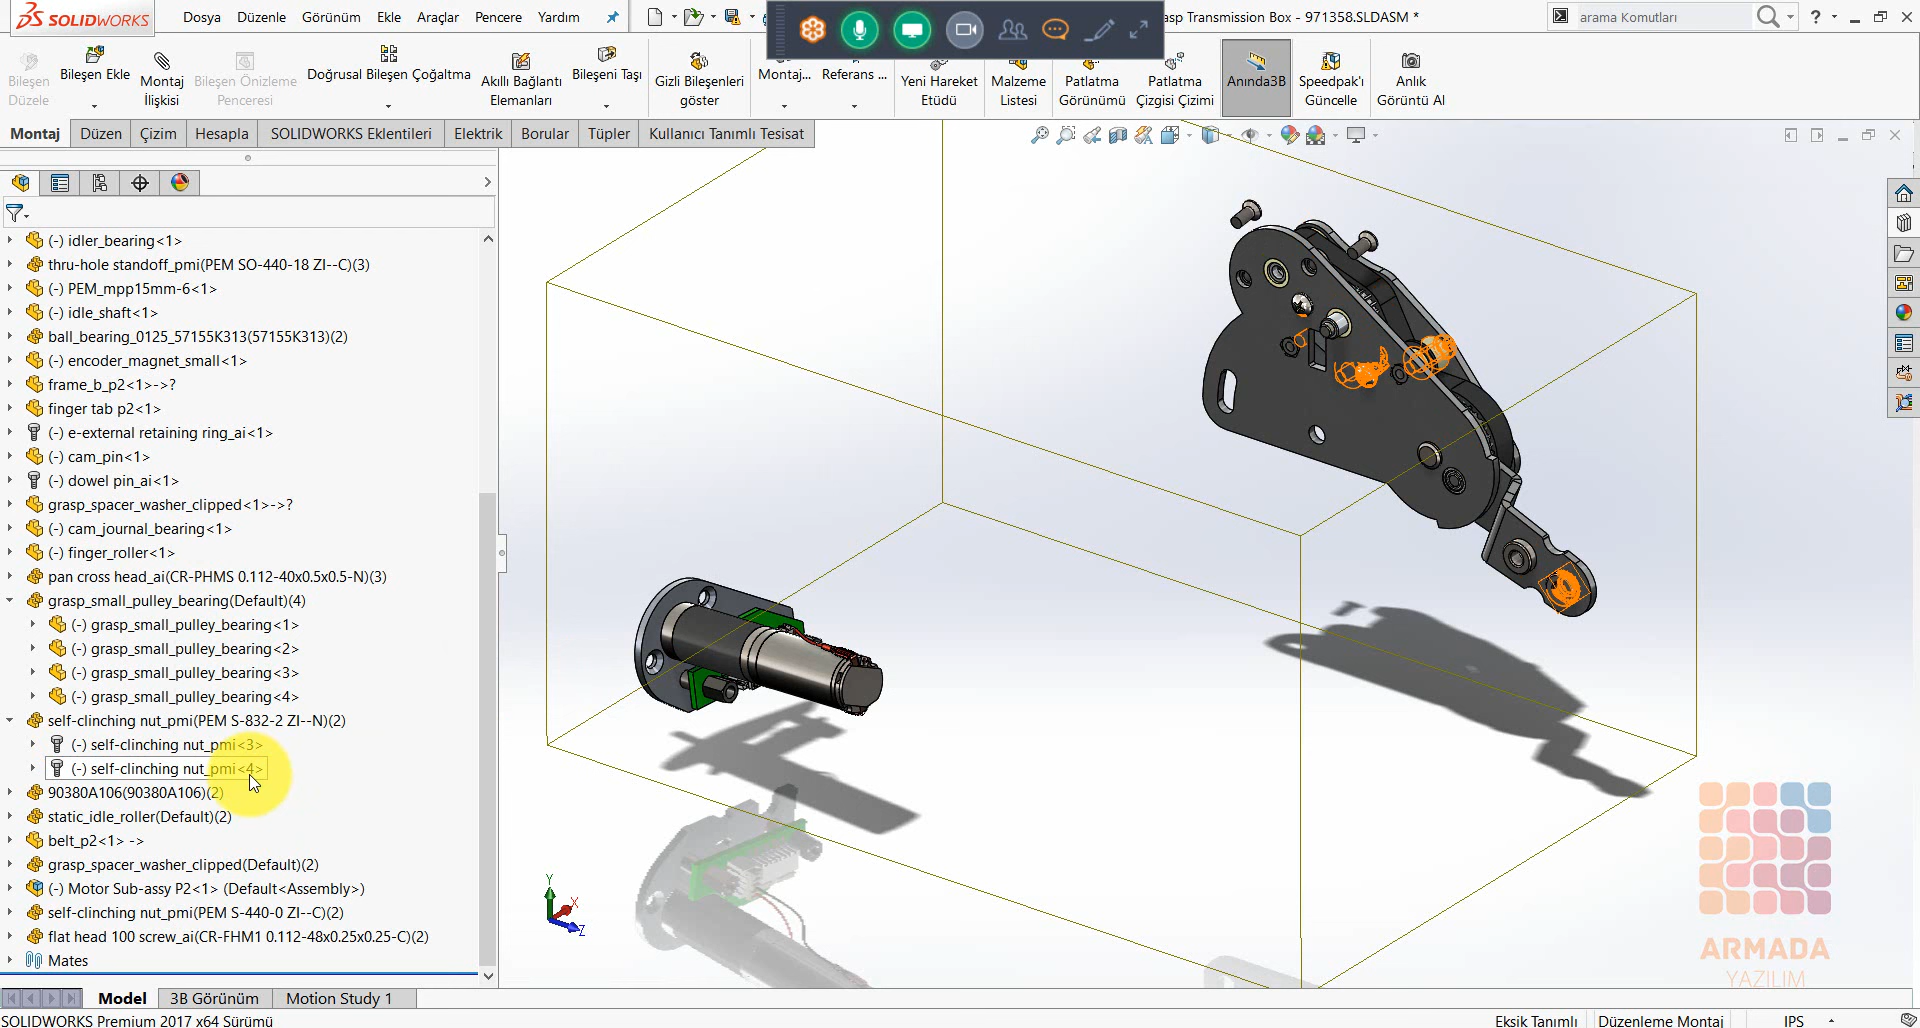 SOLIDWORKS
Dosya Düzenle Görünüm Ekle Araçlar Pencere Yardım
asp Transmission Box - 971358.SLDASM *
arama Komutları
Bileşen Düzele
Bileşen Ekle
Montaj İlişkisi
Bileşen Önizleme Penceresi
Doğrusal Bileşen Çoğaltma
Akıllı Bağlantı Elemanları
Bileşeni Taşı
Gizli Bileşenleri göster
Montaj...
Referans ...
Yeni Hareket Etüdü
Malzeme Listesi
Patlatma Görünümü
Patlatma Çizgisi Çizimi
Anında3B
Speedpak'ı Güncelle
Anlık Görüntü Al
Montaj Düzen Çizim Hesapla SOLIDWORKS Eklentileri Elektrik Borular Tüpler Kullanıcı Tanımlı Tesisat
(-) idler_bearing<1>
thru-hole standoff_pmi(PEM SO-440-18 ZI--C)(3)
(-) PEM_mpp15mm-6<1>
(-) idle_shaft<1>
ball_bearing_0125_57155K313(57155K313)(2)
(-) encoder_magnet_small<1>
frame_b_p2<1>->?
finger tab p2<1>
(-) e-external retaining ring_ai<1>
(-) cam_pin<1>
(-) dowel pin_ai<1>
grasp_spacer_washer_clipped<1>->?
(-) cam_journal_bearing<1>
(-) finger_roller<1>
pan cross head_ai(CR-PHMS 0.112-40x0.5x0.5-N)(3)
grasp_small_pulley_bearing(Default)(4)
(-) grasp_small_pulley_bearing<1>
(-) grasp_small_pulley_bearing<2>
(-) grasp_small_pulley_bearing<3>
(-) grasp_small_pulley_bearing<4>
self-clinching nut_pmi(PEM S-832-2 ZI--N)(2)
(-) self-clinching nut_pmi<3>
(-) self-clinching nut_pmi<4>
90380A106(90380A106)(2)
static_idle_roller(Default)(2)
belt_p2<1> ->
grasp_spacer_washer_clipped(Default)(2)
(-) Motor Sub-assy P2<1> (Default<Assembly>)
self-clinching nut_pmi(PEM S-440-0 ZI--C)(2)
flat head 100 screw_ai(CR-FHM1 0.112-48x0.25x0.25-C)(2)
Mates
Y
X
Z
ARMADA
YAZILIM
Model 3B Görünüm Motion Study 1
SOLIDWORKS Premium 2017 x64 Sürümü
Eksik Tanımlı Düzenleme Montaj IPS